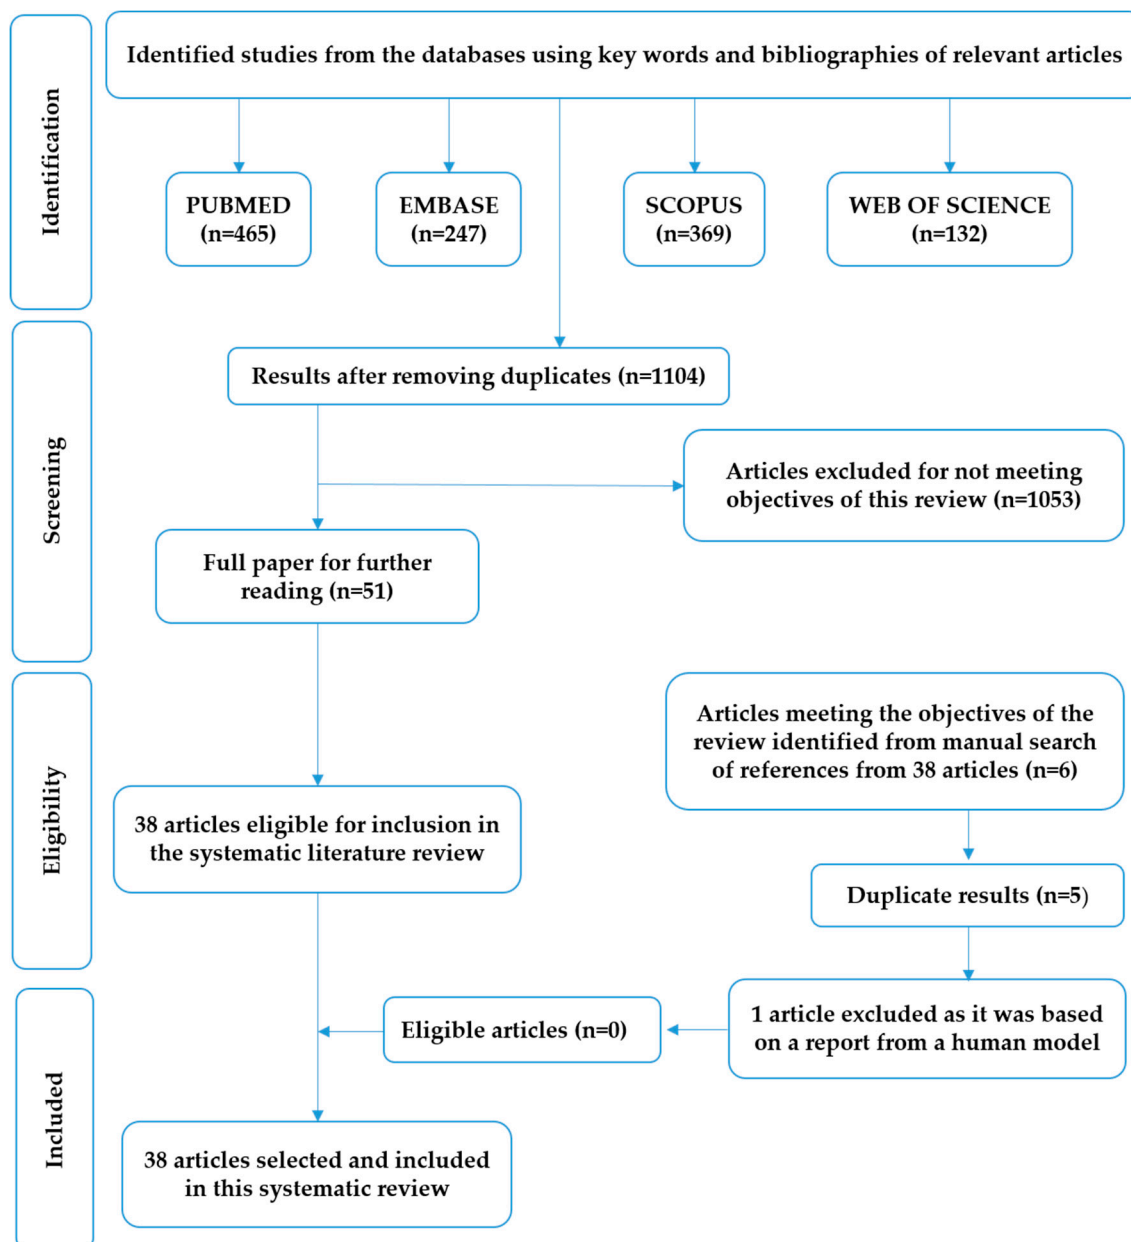 Identification
Identified studies from the databases using key words and bibliographies of relevant articles
PUBMED
(n=465)
EMBASE
(n=247)
SCOPUS
(n=369)
WEB OF SCIENCE
(n=132)
Screening
Results after removing duplicates (n=1104)
Articles excluded for not meeting
objectives of this review (n=1053)
Full paper for further
reading (n=51)
Eligibility
Articles meeting the objectives of the
review identified from manual search
of references from 38 articles (n=6)
38 articles eligible for inclusion in
the systematic literature review
Duplicate results (n=5)
Included
1 article excluded as it was based
on a report from a human model
Eligible articles (n=0)
38 articles selected and included
in this systematic review